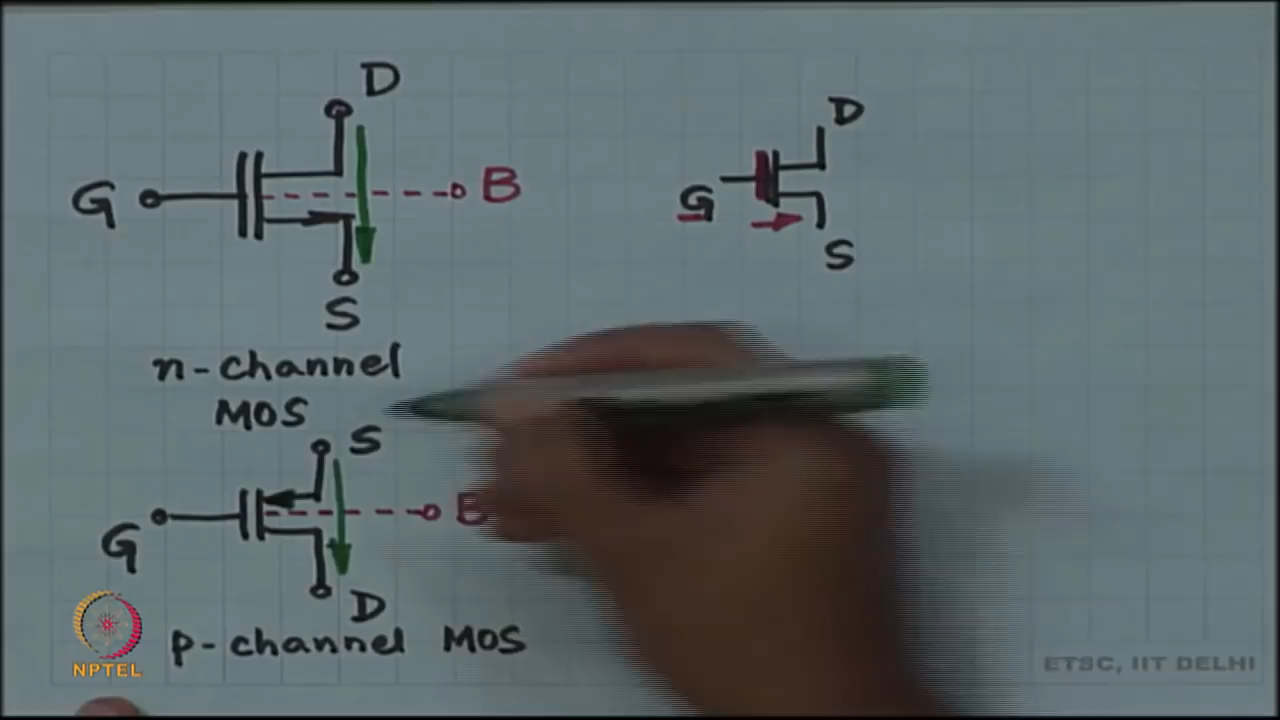 D
G
B
S
n-channel
MOS
S
G
B
D
p-channel MOS
D
G
S
NPTEL
ETSC, IIT DELHI